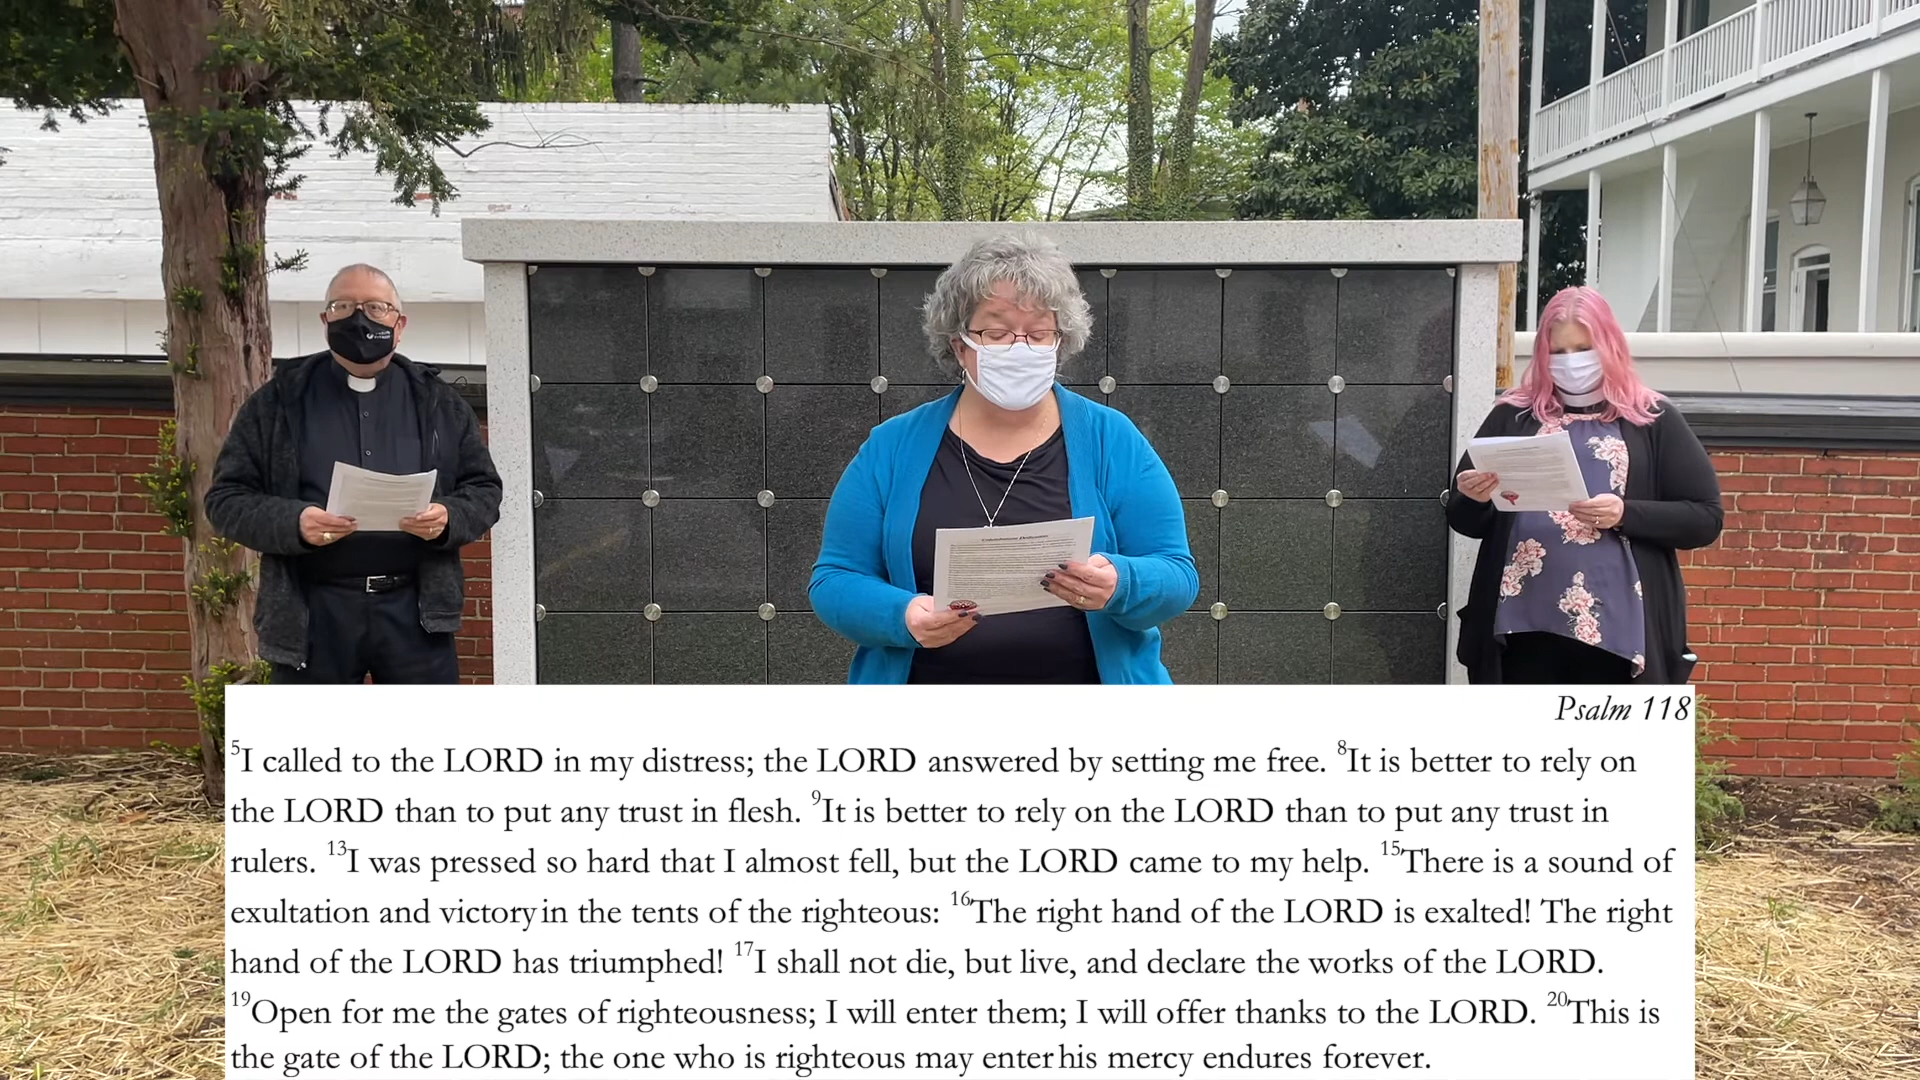 Columbarium Dedication
Psalm 118
5I called to the LORD in my distress; the LORD answered by setting me free. 8It is better to rely on
the LORD than to put any trust in flesh. 9It is better to rely on the LORD than to put any trust in
rulers. 13I was pressed so hard that I almost fell, but the LORD came to my help. 15There is a sound of
exultation and victory in the tents of the righteous: 16The right hand of the LORD is exalted! The right
hand of the LORD has triumphed! 17I shall not die, but live, and declare the works of the LORD.
19Open for me the gates of righteousness; I will enter them; I will offer thanks to the LORD. 20This is
the gate of the LORD; the one who is righteous may enter his mercy endures forever.